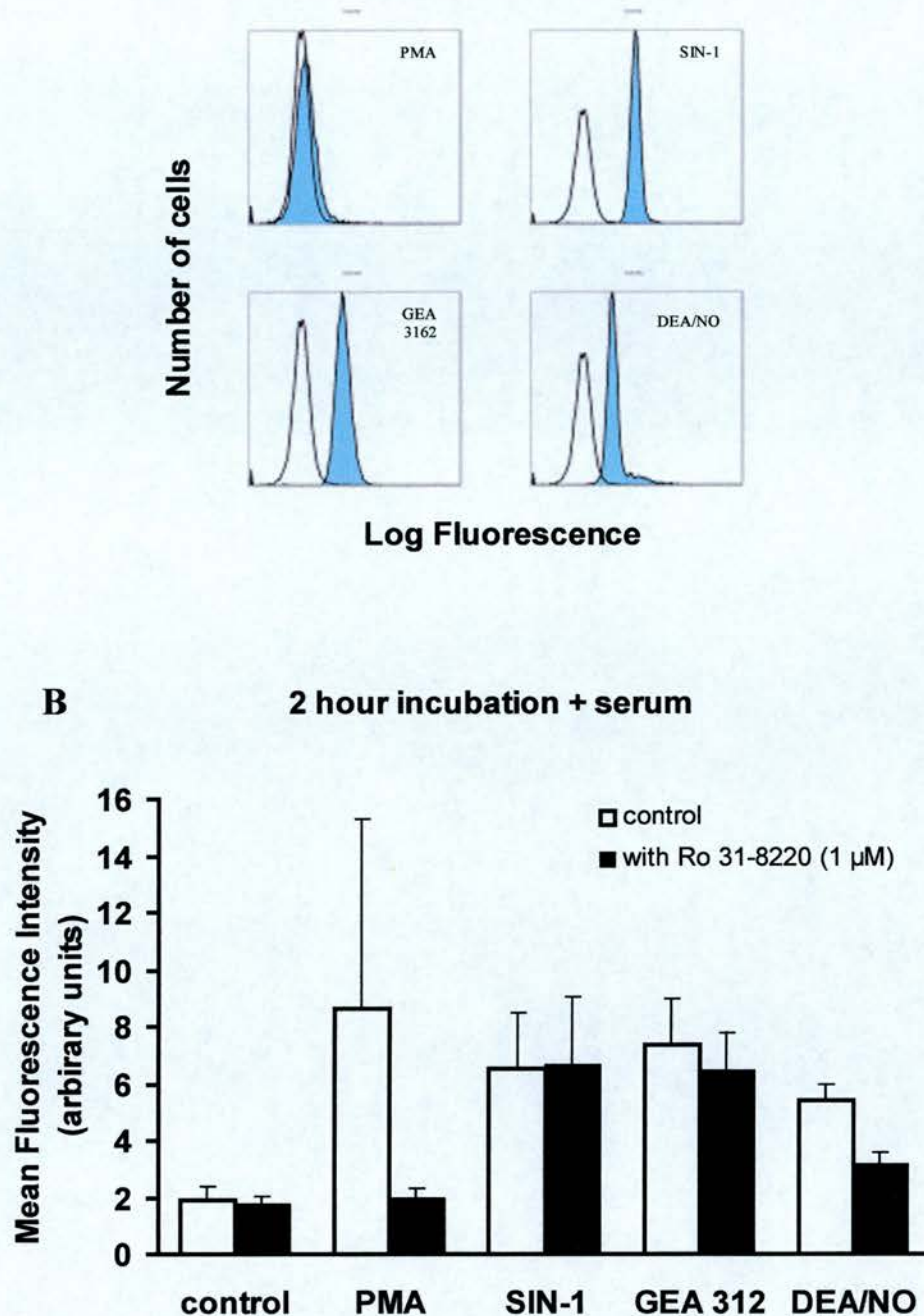 PMA
SIN-1
Number of cells
GEA
3162
DEA/NO
Log Fluorescence
B
2 hour incubation + serum
Mean Fluorescence Intensity
(arbirary units)
16
14
12
10
8
6
4
2
0
control
with Ro 31-8220 (1 µM)
control
PMA
SIN-1
GEA 312
DEA/NO